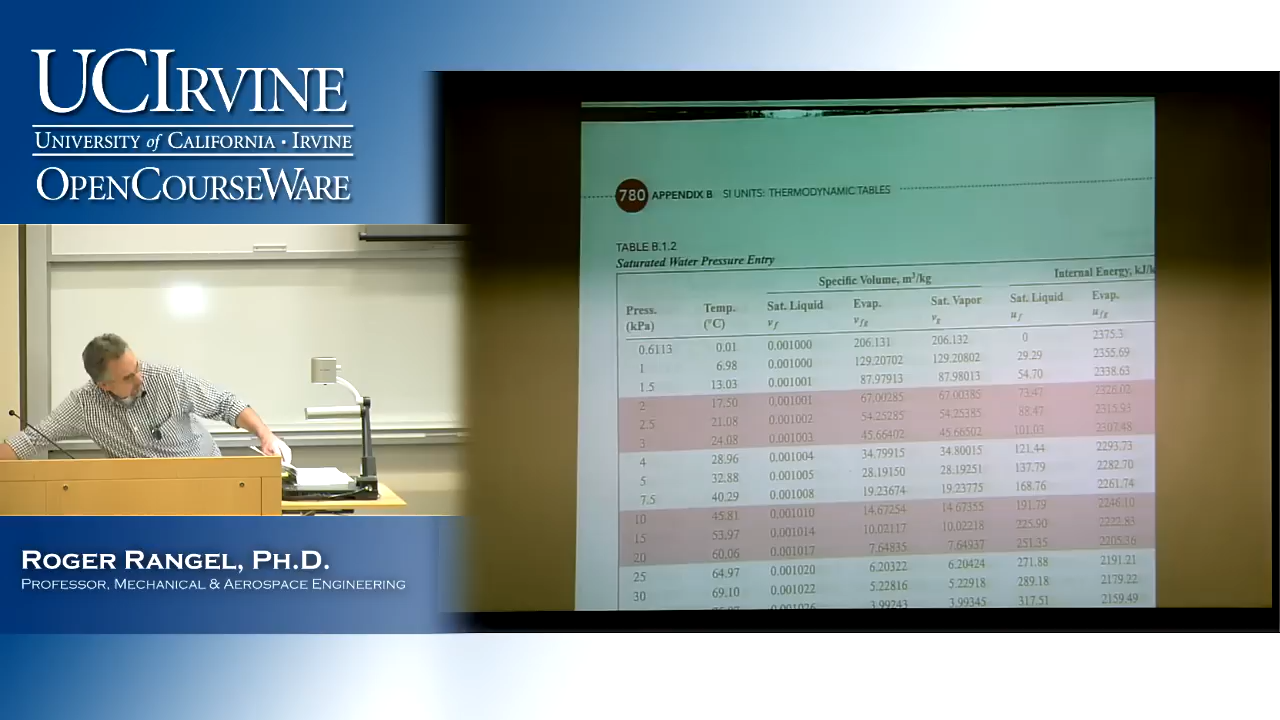 UCIRVINE
UNIVERSITY of CALIFORNIA · IRVINE
OPENCOURSEWARE
780 APPENDIX B SI UNITS: THERMODYNAMIC TABLES
TABLE B.1.2
Saturated Water Pressure Entry
Specific Volume, m³/kg Internal Energy, kJ/k
Press. Temp. Sat. Liquid Evap. Sat. Vapor Sat. Liquid Evap.
(kPa) (°C) vf vfg vg uf ufg
0.6113 0.01 0.001000 206.131 206.132 0 2375.3
1 6.98 0.001000 129.20702 129.20802 29.29 2355.69
1.5 13.03 0.001001 87.97913 87.98013 54.70 2338.63
2 17.50 0.001001 67.00285 67.00385 73.47 2326.02
2.5 21.08 0.001002 54.25285 54.25385 88.47 2315.93
3 24.08 0.001003 45.66402 45.66502 101.03 2307.48
4 28.96 0.001004 34.79915 34.80015 121.44 2293.73
5 32.88 0.001005 28.19150 28.19251 137.79 2282.70
7.5 40.29 0.001008 19.23674 19.23775 168.76 2261.74
10 45.81 0.001010 14.67254 14.67355 191.79 2246.10
15 53.97 0.001014 10.02117 10.02218 225.90 2222.83
20 60.06 0.001017 7.64835 7.64937 251.35 2205.36
25 64.97 0.001020 6.20322 6.20424 271.88 2191.21
30 69.10 0.001022 5.22816 5.22918 289.18 2179.22
0.001026 3.99243 3.99345 317.51 2159.49
ROGER RANGEL, PH.D.
PROFESSOR, MECHANICAL & AEROSPACE ENGINEERING